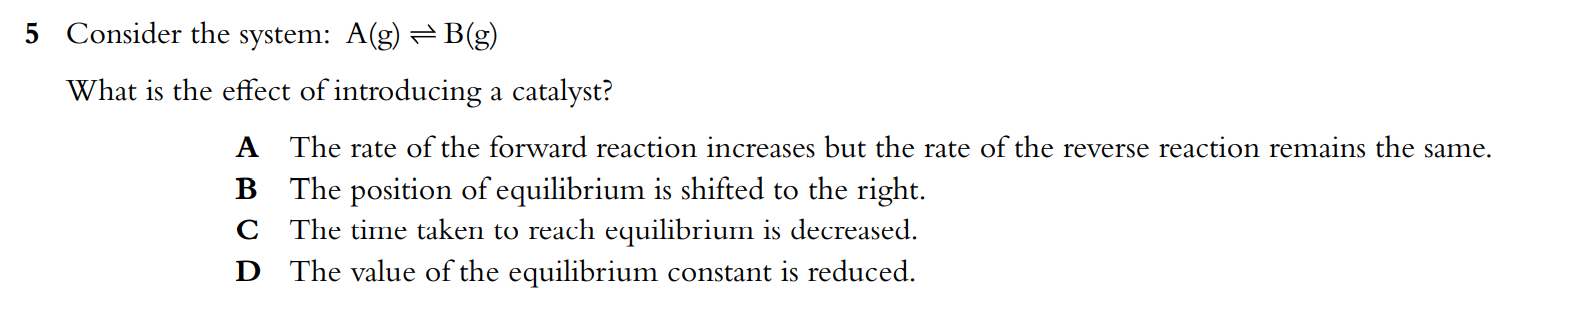 5 Consider the system: A(g) ⇌ B(g)
What is the effect of introducing a catalyst?
A The rate of the forward reaction increases but the rate of the reverse reaction remains the same.
B The position of equilibrium is shifted to the right.
C The time taken to reach equilibrium is decreased.
D The value of the equilibrium constant is reduced.